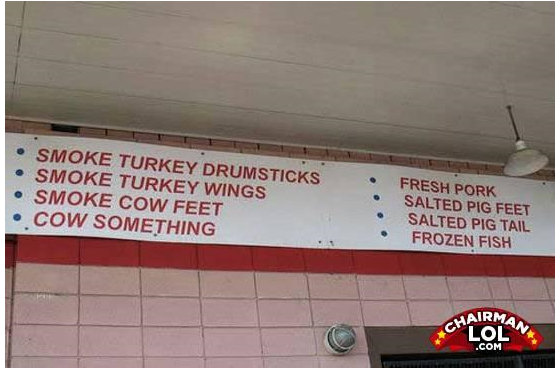 SMOKE TURKEY DRUMSTICKS
SMOKE TURKEY WINGS
SMOKE COW FEET
COW SOMETHING
FRESH PORK
SALTED PIG FEET
SALTED PIG TAIL
FROZEN FISH
CHAIRMAN
LOL
.COM